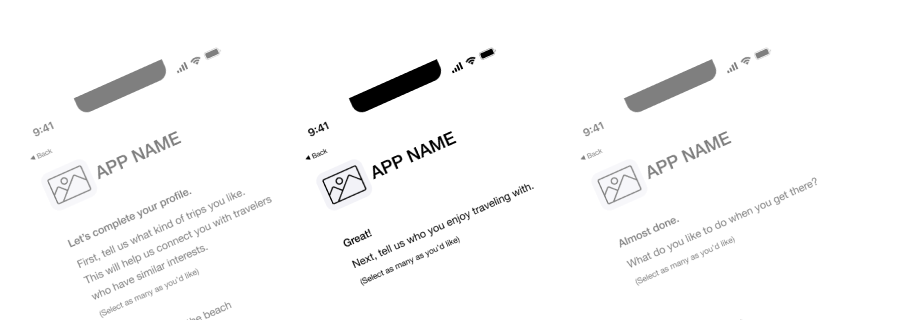 9:41
◀ Back
APP NAME
Let's complete your profile.
First, tell us what kind of trips you like.
This will help us connect you with travelers
who have similar interests.
(Select as many as you'd like)
the beach
9:41
◀ Back
APP NAME
Great!
Next, tell us who you enjoy traveling with.
(Select as many as you'd like)
9:41
◀ Back
APP NAME
Almost done.
What do you like to do when you get there?
(Select as many as you'd like)